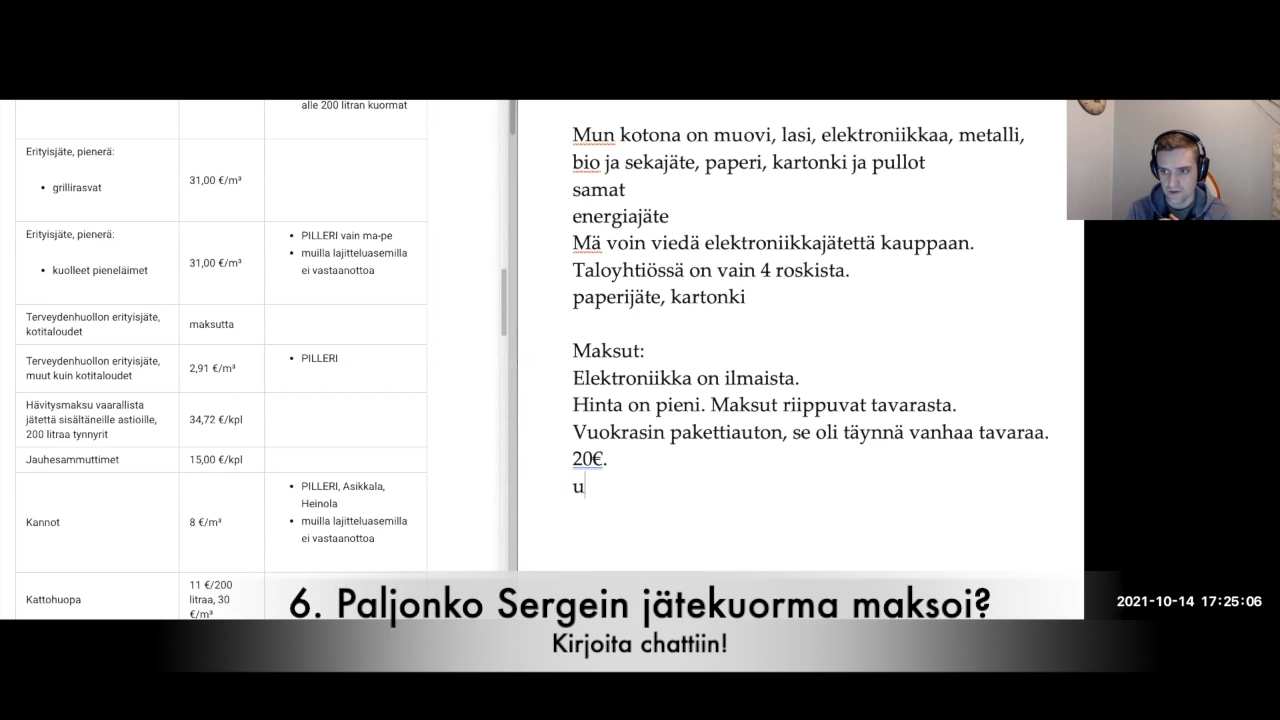 alle 200 litran kuormat
Erityisjäte, pienerä:
• grillirasvat
31,00 €/m³
Erityisjäte, pienerä:
• kuolleet pieneläimet
31,00 €/m³
• PILLERI vain ma-pe
• muilla lajitteluasemilla
ei vastaanottoa
Terveydenhuollon erityisjäte,
kotitaloudet
maksutta
Terveydenhuollon erityisjäte,
muut kuin kotitaloudet
2,91 €/m³
• PILLERI
Hävitysmaksu vaarallista
jätettä sisältäneille astioille,
200 litraa tynnyrit
34,72 €/kpl
Jauhesammuttimet
15,00 €/kpl
Kannot
8 €/m³
• PILLERI, Asikkala,
Heinola
• muilla lajitteluasemilla
ei vastaanottoa
Kattohuopa
11 €/200
litraa, 30
€/m³
Mun kotona on muovi, lasi, elektroniikkaa, metalli,
bio ja sekajäte, paperi, kartonki ja pullot
samat
energiajäte
Mä voin viedä elektroniikkajätettä kauppaan.
Taloyhtiössä on vain 4 roskista.
paperijäte, kartonki
Maksut:
Elektroniikka on ilmaista.
Hinta on pieni. Maksut riippuvat tavarasta.
Vuokrasin pakettiauton, se oli täynnä vanhaa tavaraa.
20€.
u
6. Paljonko Sergein jätekuorma maksoi?
Kirjoita chattiin!
2021-10-14 17:25:06